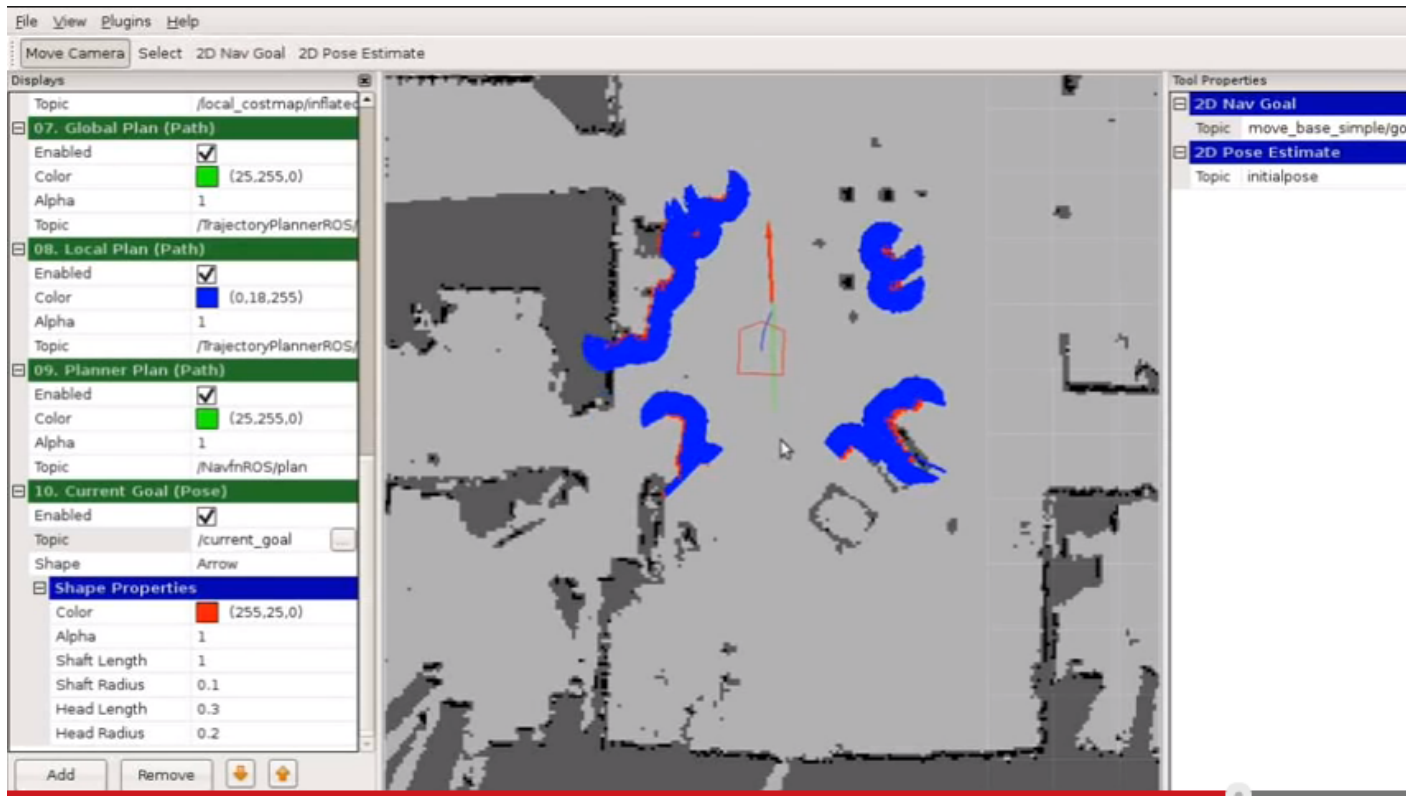 File View Plugins Help
Move Camera Select 2D Nav Goal 2D Pose Estimate
Displays
Topic /local_costmap/inflated
07. Global Plan (Path)
Enabled
Color (25,255,0)
Alpha 1
Topic /TrajectoryPlannerROS/
08. Local Plan (Path)
Enabled
Color (0,18,255)
Alpha 1
Topic /TrajectoryPlannerROS/
09. Planner Plan (Path)
Enabled
Color (25,255,0)
Alpha 1
Topic /NavfnROS/plan
10. Current Goal (Pose)
Enabled
Topic /current_goal ...
Shape Arrow
Shape Properties
Color (255,25,0)
Alpha 1
Shaft Length 1
Shaft Radius 0.1
Head Length 0.3
Head Radius 0.2
Add Remove
Tool Properties
2D Nav Goal
Topic move_base_simple/go
2D Pose Estimate
Topic initialpose